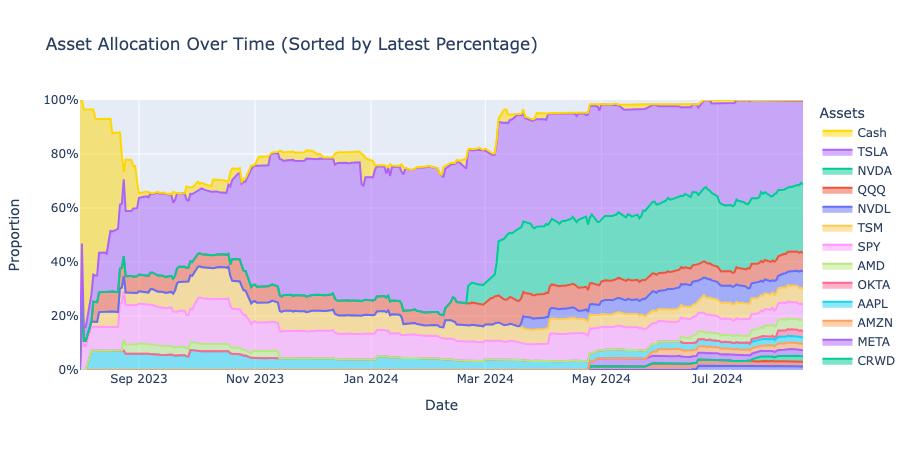 Asset Allocation Over Time (Sorted by Latest Percentage)
100%
80%
60%
40%
20%
0%
Proportion
Sep 2023
Nov 2023
Jan 2024
Mar 2024
May 2024
Jul 2024
Date
Assets
Cash
TSLA
NVDA
QQQ
NVDL
TSM
SPY
AMD
OKTA
AAPL
AMZN
META
CRWD